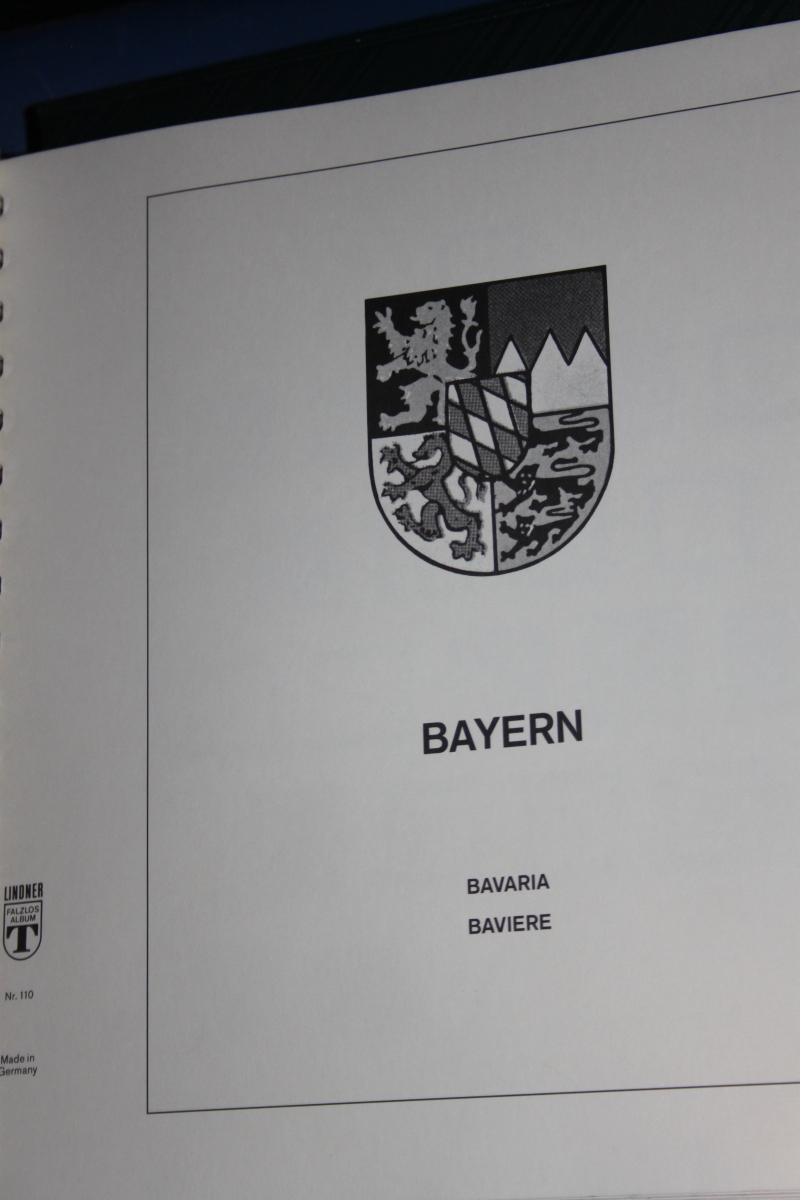 BAYERN
BAVARIA
BAVIERE
LINDNER
FALZLOS
ALBUM
T
Nr. 110
Made in
Germany